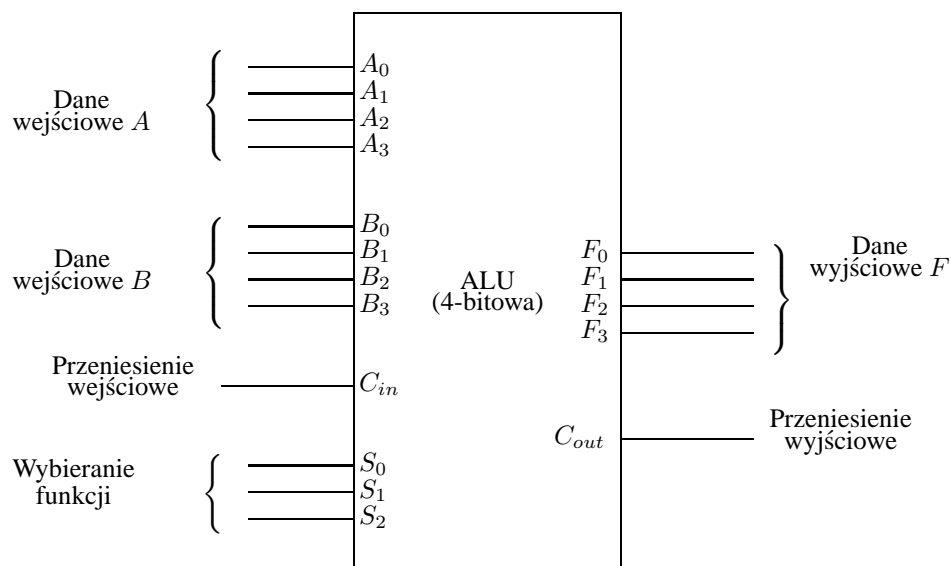 Dane
wejściowe A
A0
A1
A2
A3
Dane
wejściowe B
B0
B1
B2
B3
Przeniesienie
wejściowe
Cin
Wybieranie
funkcji
S0
S1
S2
ALU
(4-bitowa)
F0
F1
F2
F3
Dane
wyjściowe F
Cout
Przeniesienie
wyjściowe